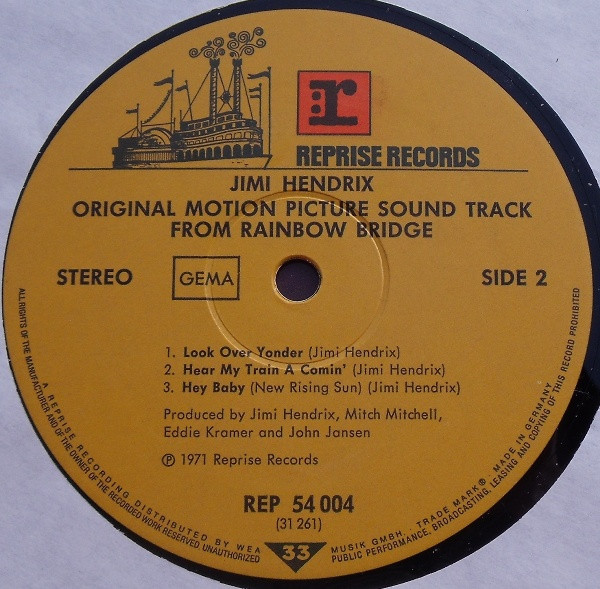 r
REPRISE RECORDS
JIMI HENDRIX
ORIGINAL MOTION PICTURE SOUND TRACK
FROM RAINBOW BRIDGE
STEREO
GEMA
SIDE 2
1. Look Over Yonder (Jimi Hendrix)
2. Hear My Train A Comin' (Jimi Hendrix)
3. Hey Baby (New Rising Sun) (Jimi Hendrix)
Produced by Jimi Hendrix, Mitch Mitchell,
Eddie Kramer and John Jansen
℗ 1971 Reprise Records
REP 54 004
(31 261)
33
A REPRISE RECORDING DISTRIBUTED BY WEA MUSIK GMBH. TRADE MARK® MADE IN GERMANY
ALL RIGHTS OF THE MANUFACTURER AND OF THE OWNER OF THE RECORDED WORK RESERVED. UNAUTHORIZED PUBLIC PERFORMANCE, BROADCASTING, LEASING AND COPYING OF THIS RECORD PROHIBITED